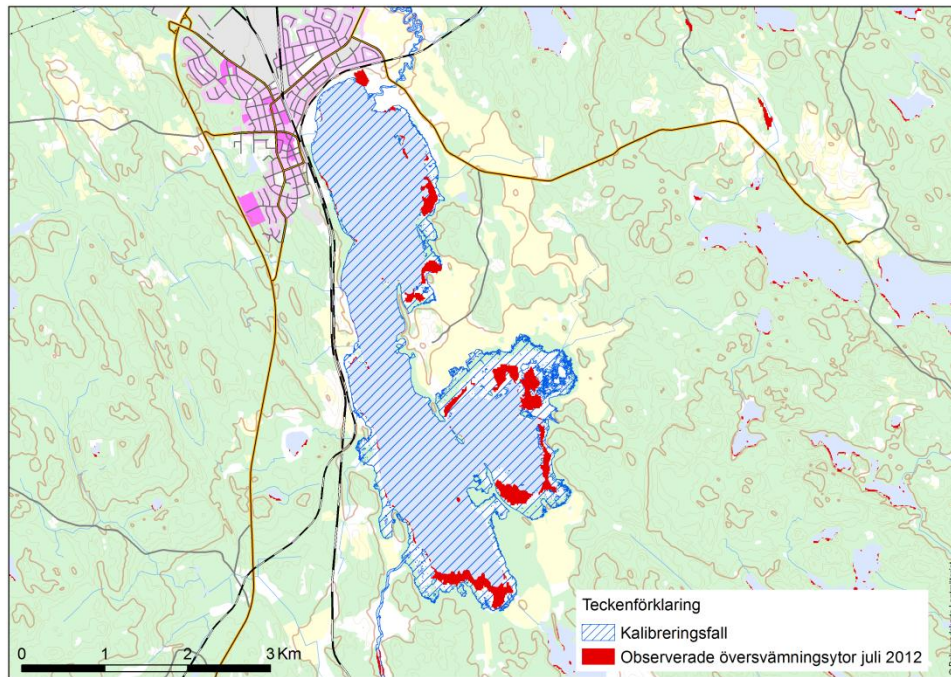 Teckenförklaring
Kalibreringsfall
Observerade översvämningsytor juli 2012
0 1 2 3 Km